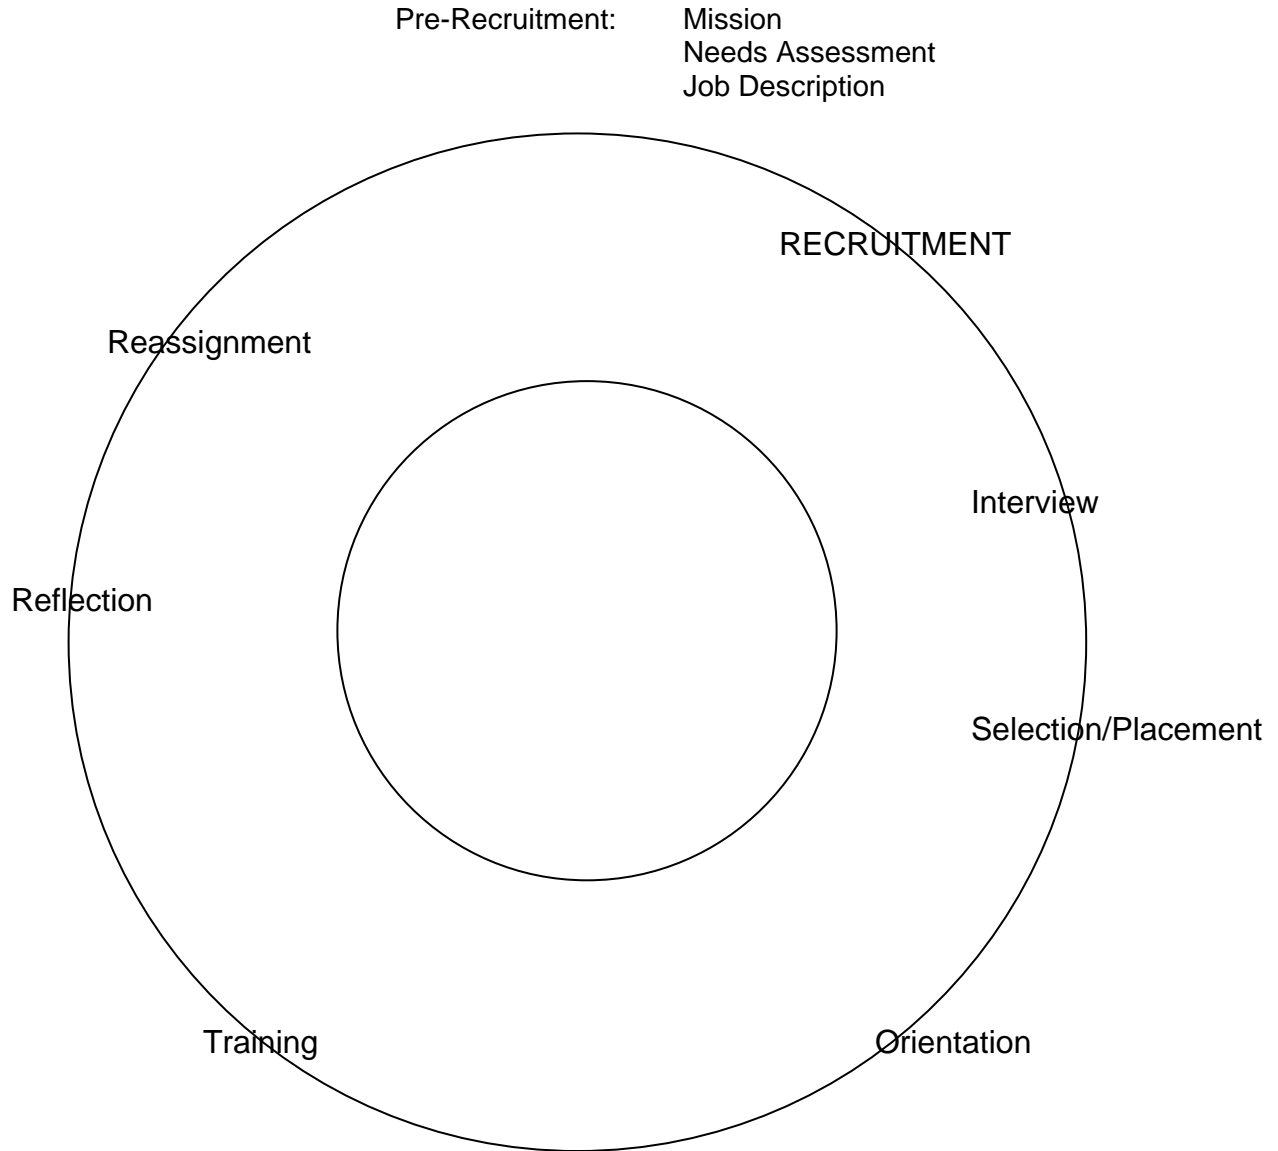 Pre-Recruitment: Mission
Needs Assessment
Job Description
RECRUITMENT
Reassignment
Interview
Reflection
Selection/Placement
Training
Orientation